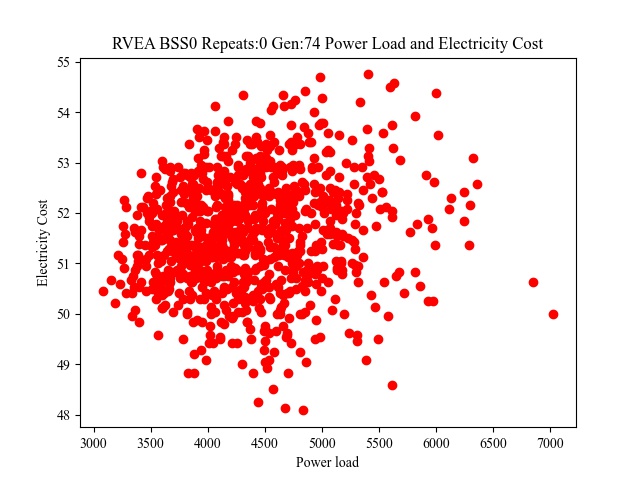 RVEA BSS0 Repeats:0 Gen:74 Power Load and Electricity Cost
55
54
53
52
51
50
49
48
Electricity Cost
3000 3500 4000 4500 5000 5500 6000 6500 7000
Power load